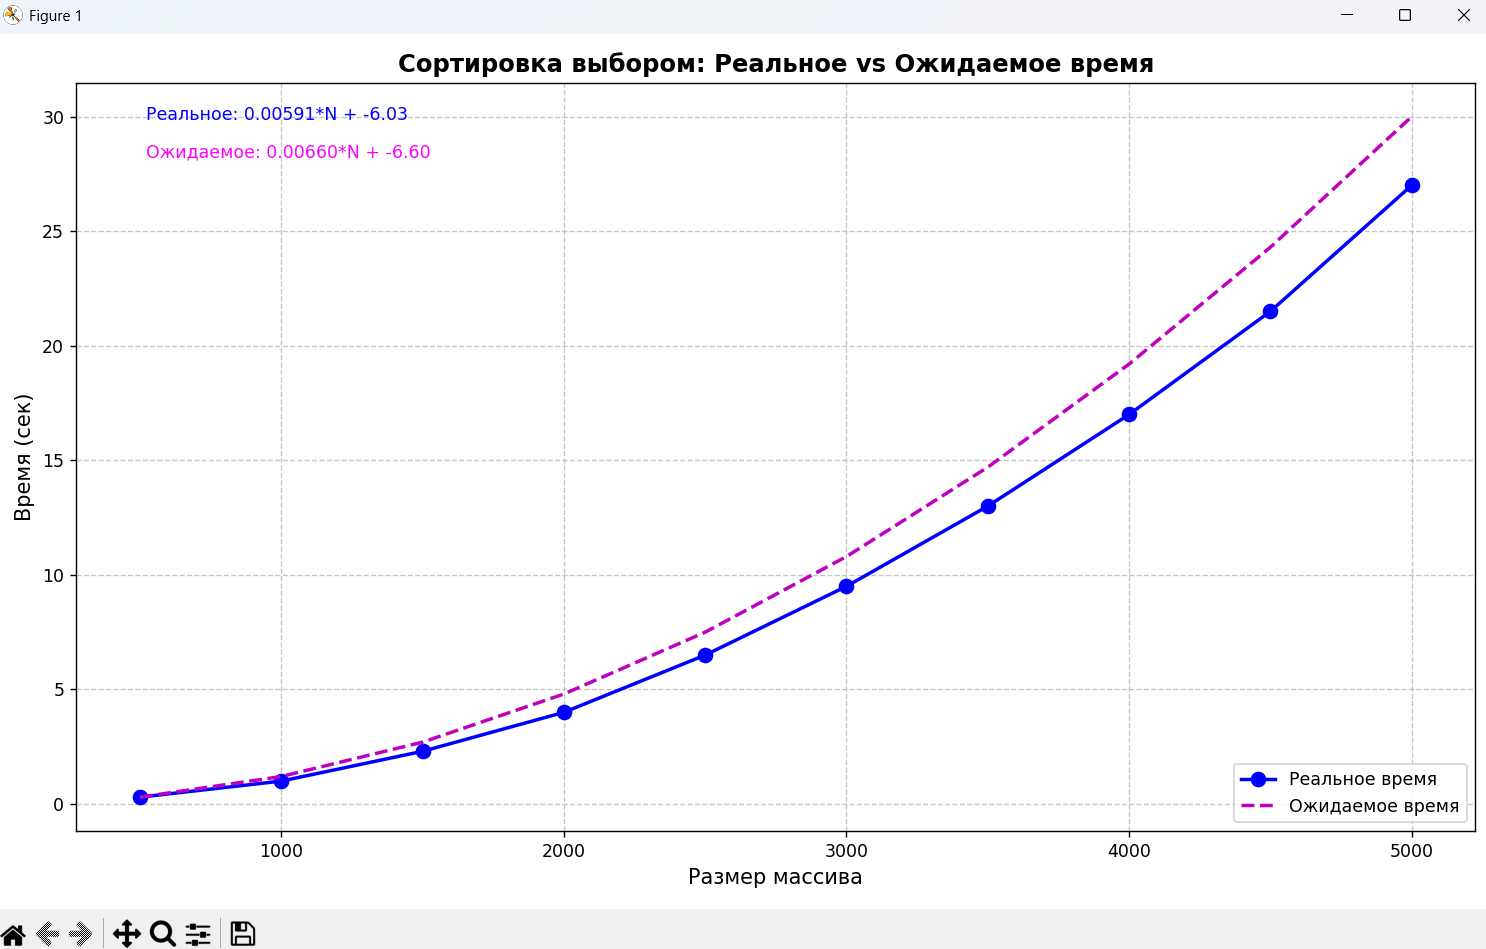 Figure 1
Сортировка выбором: Реальное vs Ожидаемое время
Реальное: 0.00591*N + -6.03
Ожидаемое: 0.00660*N + -6.60
30
25
20
15
10
5
0
Время (сек)
1000 2000 3000 4000 5000
Размер массива
Реальное время
Ожидаемое время